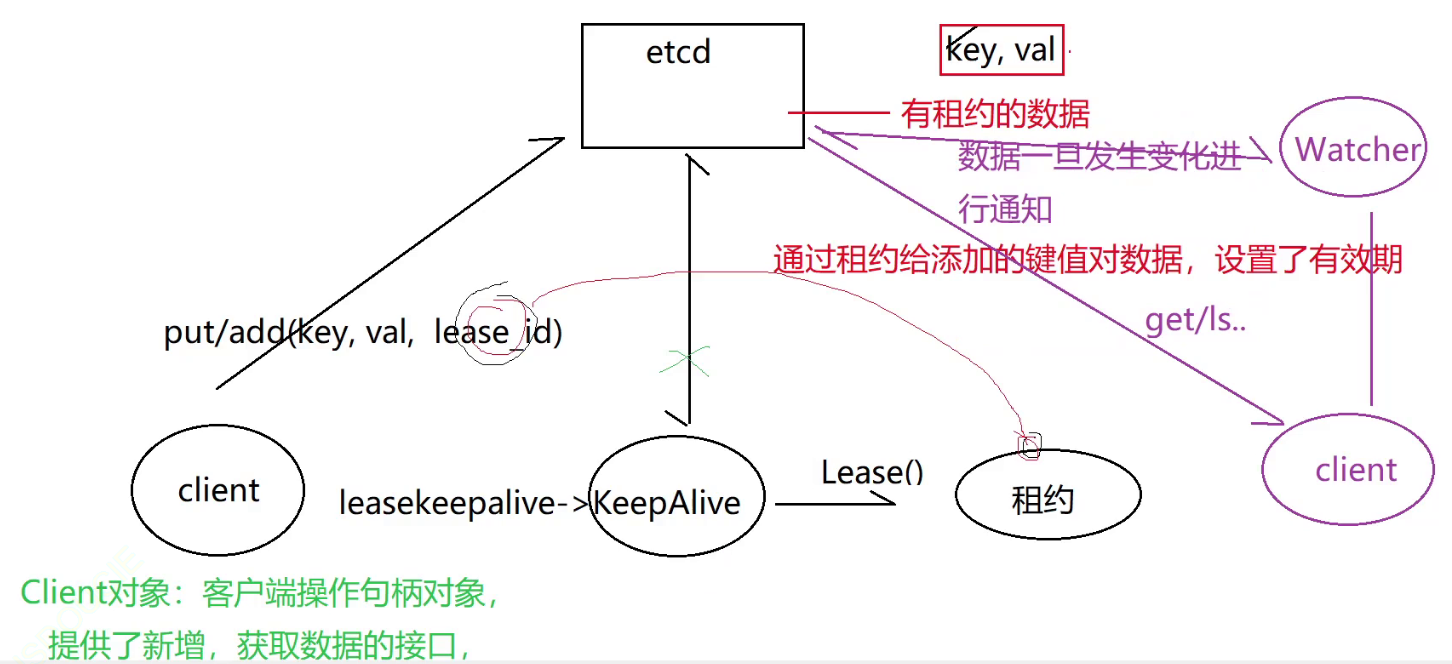 etcd
key, val
有租约的数据
Watcher
数据一旦发生变化进
行通知
通过租约给添加的键值对数据，设置了有效期
get/ls..
put/add(key, val, lease_id)
Lease()
client
leasekeepalive->KeepAlive
租约
client
Client对象：客户端操作句柄对象，
提供了新增，获取数据的接口，